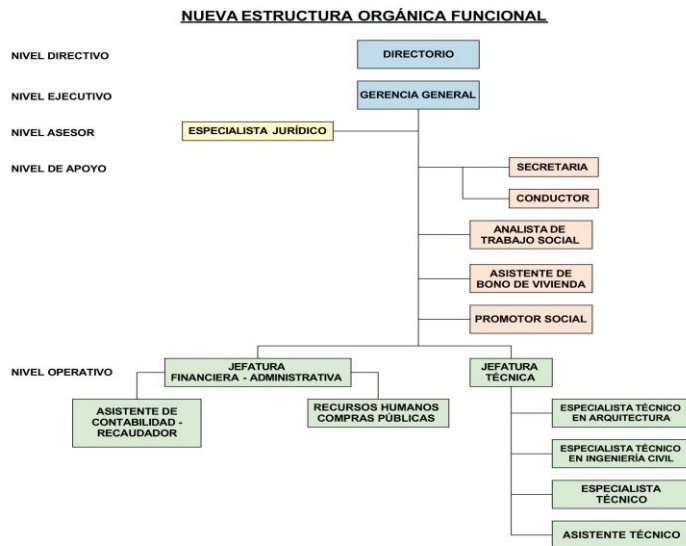 NUEVA ESTRUCTURA ORGÁNICA FUNCIONAL
NIVEL DIRECTIVO
DIRECTORIO
NIVEL EJECUTIVO
GERENCIA GENERAL
NIVEL ASESOR
ESPECIALISTA JURÍDICO
NIVEL DE APOYO
SECRETARIA
CONDUCTOR
ANALISTA DE
TRABAJO SOCIAL
ASISTENTE DE
BONO DE VIVIENDA
PROMOTOR SOCIAL
NIVEL OPERATIVO
JEFATURA
FINANCIERA - ADMINISTRATIVA
JEFATURA
TÉCNICA
ASISTENTE DE
CONTABILIDAD -
RECAUDADOR
RECURSOS HUMANOS
COMPRAS PÚBLICAS
ESPECIALISTA TÉCNICO
EN ARQUITECTURA
ESPECIALISTA TÉCNICO
EN INGENIERÍA CIVIL
ESPECIALISTA
TÉCNICO
ASISTENTE TÉCNICO